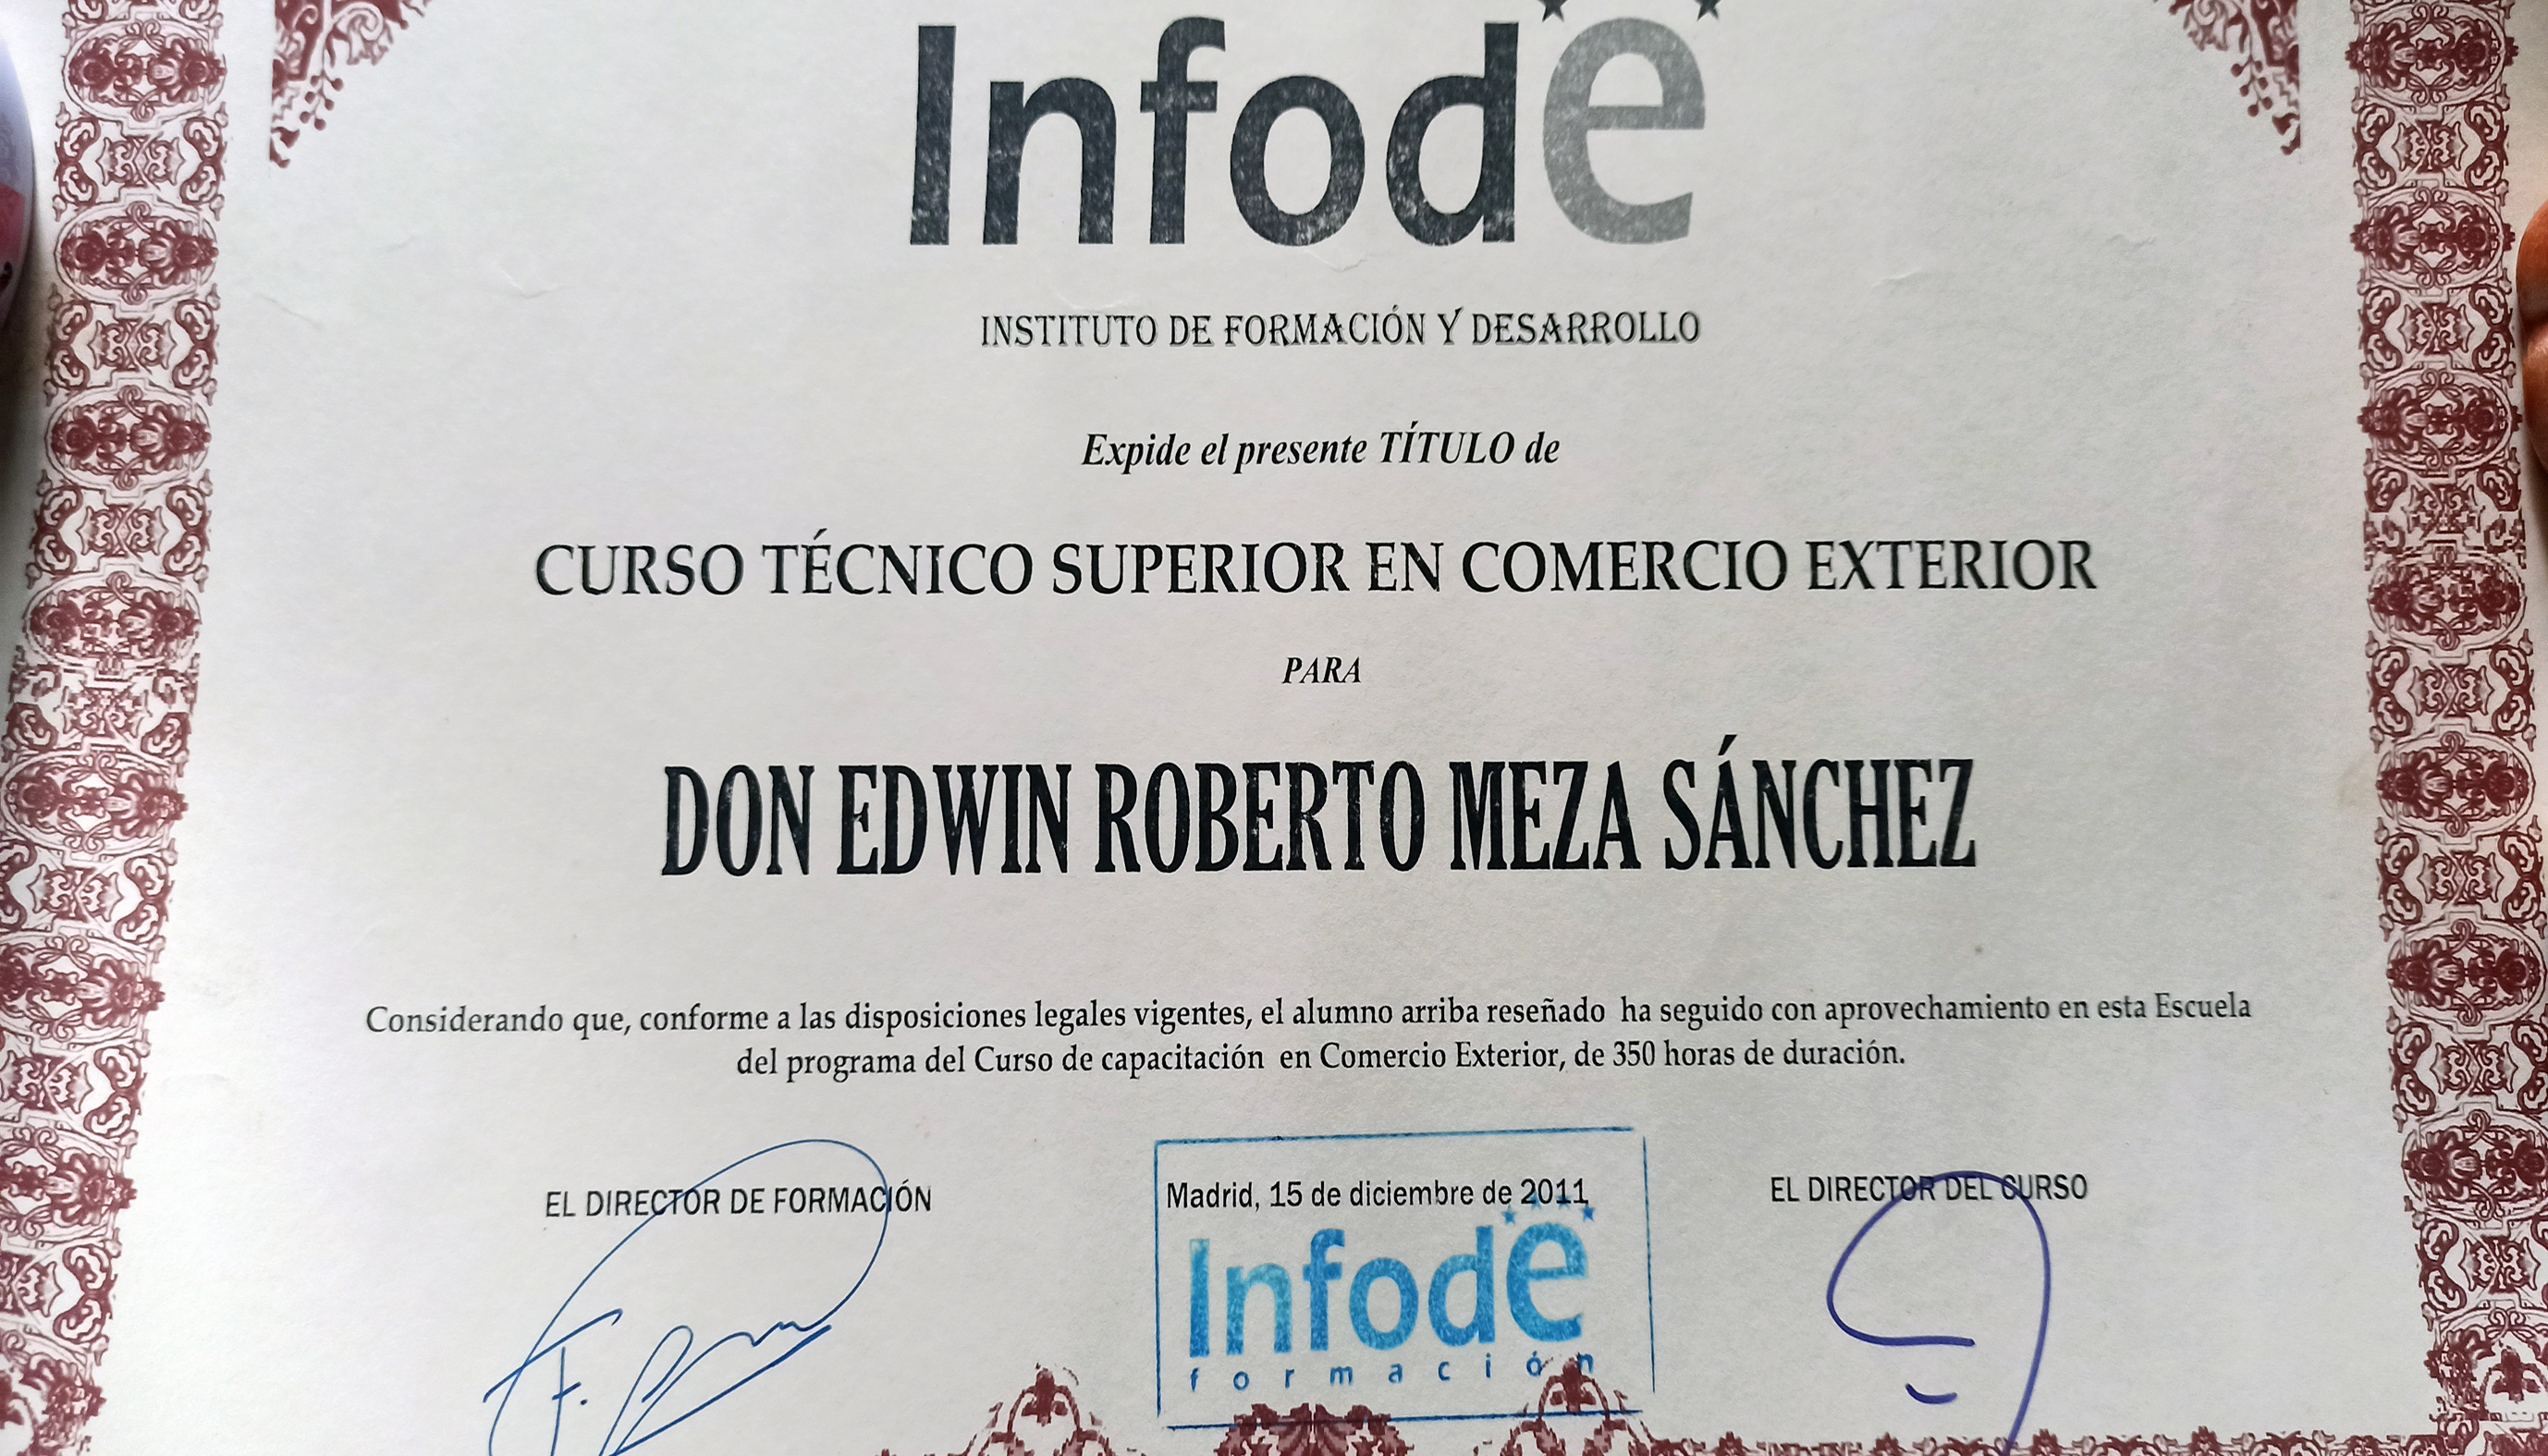 Infode
INSTITUTO DE FORMACIÓN Y DESARROLLO
Expide el presente TÍTULO de
CURSO TÉCNICO SUPERIOR EN COMERCIO EXTERIOR
PARA
DON EDWIN ROBERTO MEZA SÁNCHEZ
Considerando que, conforme a las disposiciones legales vigentes, el alumno arriba reseñado ha seguido con aprovechamiento en esta Escuela
del programa del Curso de capacitación en Comercio Exterior, de 350 horas de duración.
EL DIRECTOR DE FORMACIÓN
Madrid, 15 de diciembre de 2011
EL DIRECTOR DEL CURSO
Infode
formación